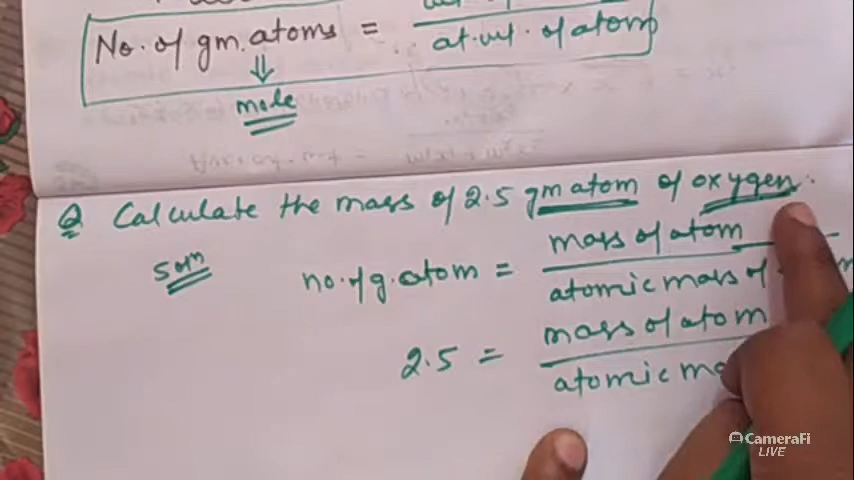 No. of gm. atoms =
at. wt. of atom
mole
Q Calculate the mass of 2.5 gm atom of oxygen.
Soln
no. of g. atom = mass of atom
atomic mass of
2.5 = mass of atom
atomic
CameraFi
LIVE